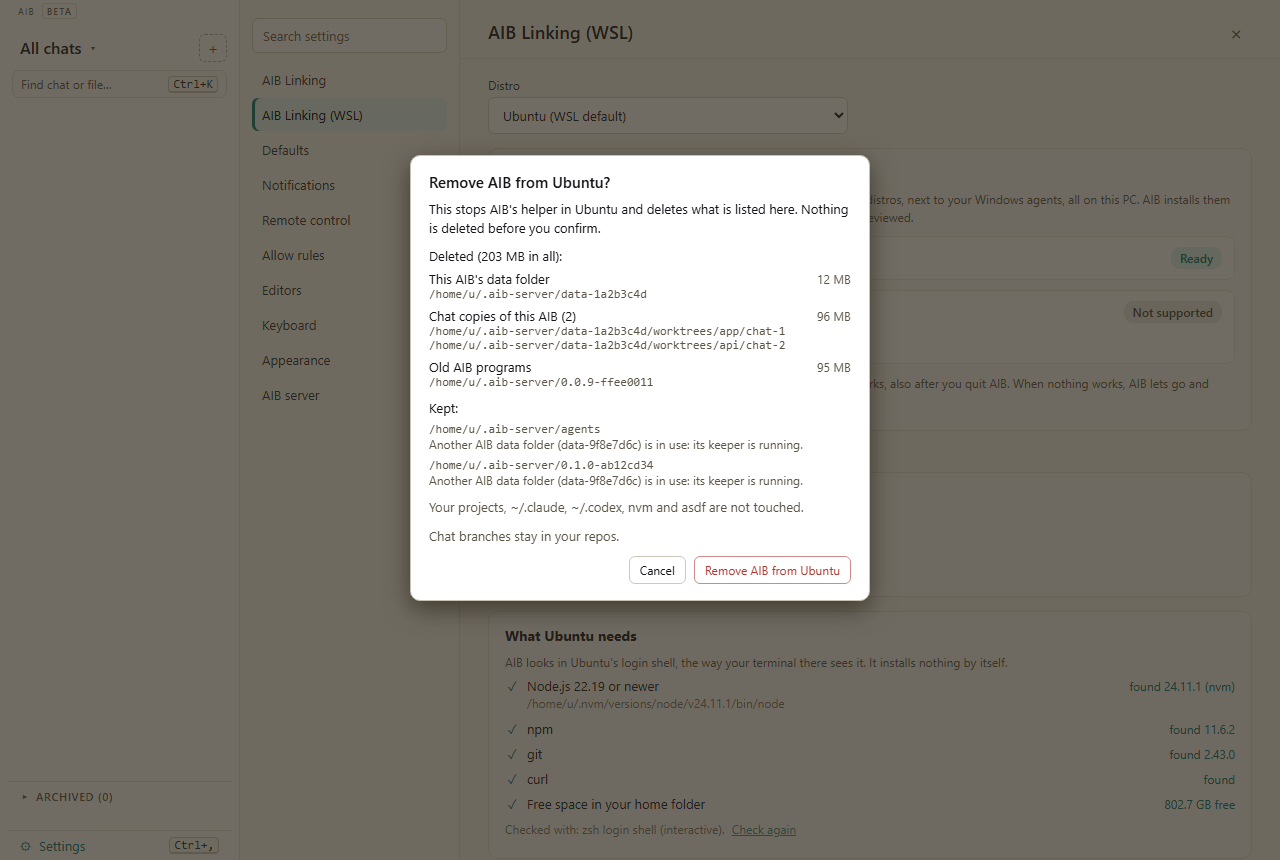 AIB BETA
All chats
+
Find chat or file... Ctrl+K
ARCHIVED (0)
Settings Ctrl+,
Search settings
AIB Linking
AIB Linking (WSL)
Defaults
Notifications
Remote control
Allow rules
Editors
Keyboard
Appearance
AIB server
AIB Linking (WSL)
Distro
Ubuntu (WSL default)
distros, next to your Windows agents, all on this PC. AIB installs them
eviewed.
Ready
Not supported
rks, also after you quit AIB. When nothing works, AIB lets go and
Remove AIB from Ubuntu?
This stops AIB's helper in Ubuntu and deletes what is listed here. Nothing
is deleted before you confirm.
Deleted (203 MB in all):
This AIB's data folder 12 MB
/home/u/.aib-server/data-1a2b3c4d
Chat copies of this AIB (2) 96 MB
/home/u/.aib-server/data-1a2b3c4d/worktrees/app/chat-1
/home/u/.aib-server/data-1a2b3c4d/worktrees/api/chat-2
Old AIB programs 95 MB
/home/u/.aib-server/0.0.9-ffee0011
Kept:
/home/u/.aib-server/agents
Another AIB data folder (data-9f8e7d6c) is in use: its keeper is running.
/home/u/.aib-server/0.1.0-ab12cd34
Another AIB data folder (data-9f8e7d6c) is in use: its keeper is running.
Your projects, ~/.claude, ~/.codex, nvm and asdf are not touched.
Chat branches stay in your repos.
Cancel Remove AIB from Ubuntu
What Ubuntu needs
AIB looks in Ubuntu's login shell, the way your terminal there sees it. It installs nothing by itself.
✓ Node.js 22.19 or newer found 24.11.1 (nvm)
/home/u/.nvm/versions/node/v24.11.1/bin/node
✓ npm found 11.6.2
✓ git found 2.43.0
✓ curl found
✓ Free space in your home folder 802.7 GB free
Checked with: zsh login shell (interactive). Check again